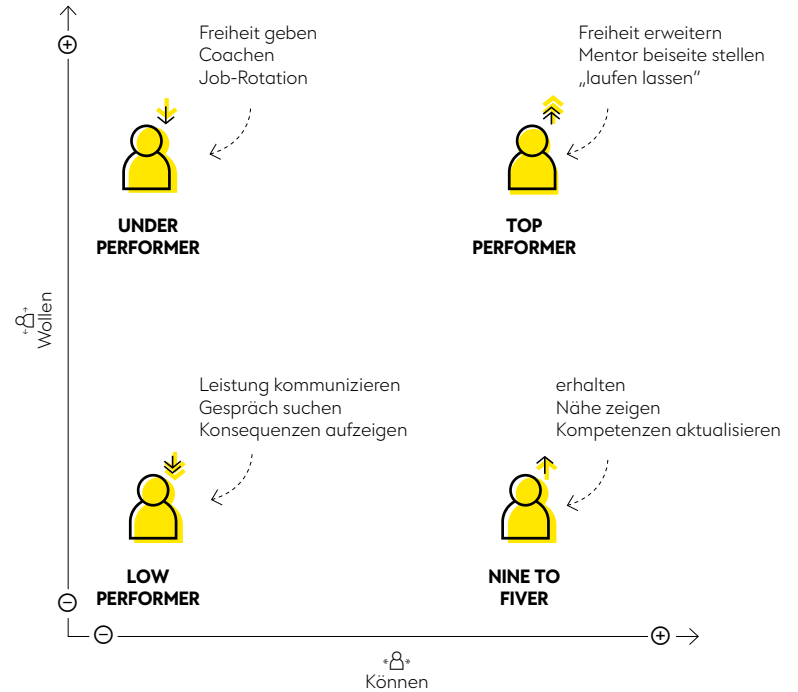 Freiheit geben
Coachen
Job-Rotation
Freiheit erweitern
Mentor beiseite stellen
„laufen lassen“
UNDER
PERFORMER
TOP
PERFORMER
Wollen
Leistung kommunizieren
Gespräch suchen
Konsequenzen aufzeigen
erhalten
Nähe zeigen
Kompetenzen aktualisieren
LOW
PERFORMER
NINE TO
FIVER
Können